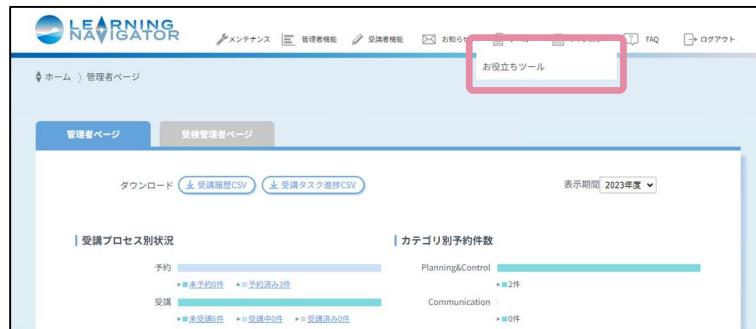 LEARNING
NAVIGATOR
メンテナンス 管理者機能 受講者機能 お知らせ FAQ ログアウト
お役立ちツール
ホーム 〉管理者ページ
管理者ページ 受検管理者ページ
ダウンロード 受講履歴CSV 受講タスク進捗CSV 表示期間 2023年度
受講プロセス別状況 カテゴリ別予約件数
予約 Planning&Control
未予約0件 予約済み3件 2件
受講 Communication
未受講6件 受講中0件 受講済み0件 0件